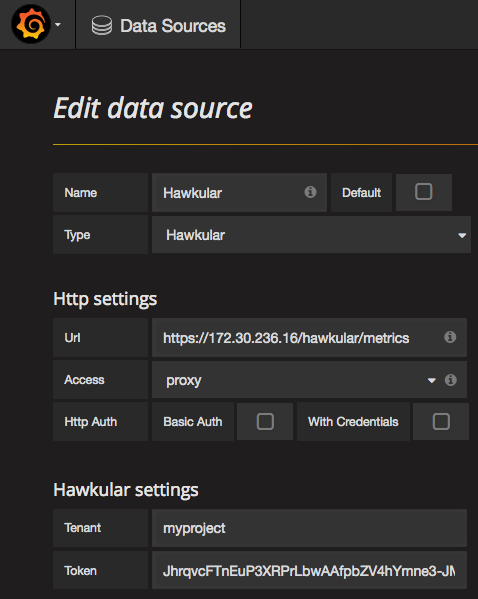 Data Sources
Edit data source
Name Hawkular Default
Type Hawkular
Http settings
Url https://172.30.236.16/hawkular/metrics
Access proxy
Http Auth Basic Auth With Credentials
Hawkular settings
Tenant myproject
Token JhrqvcFTnEuP3XRPrLbwAAfpbZV4hYmne3-JM